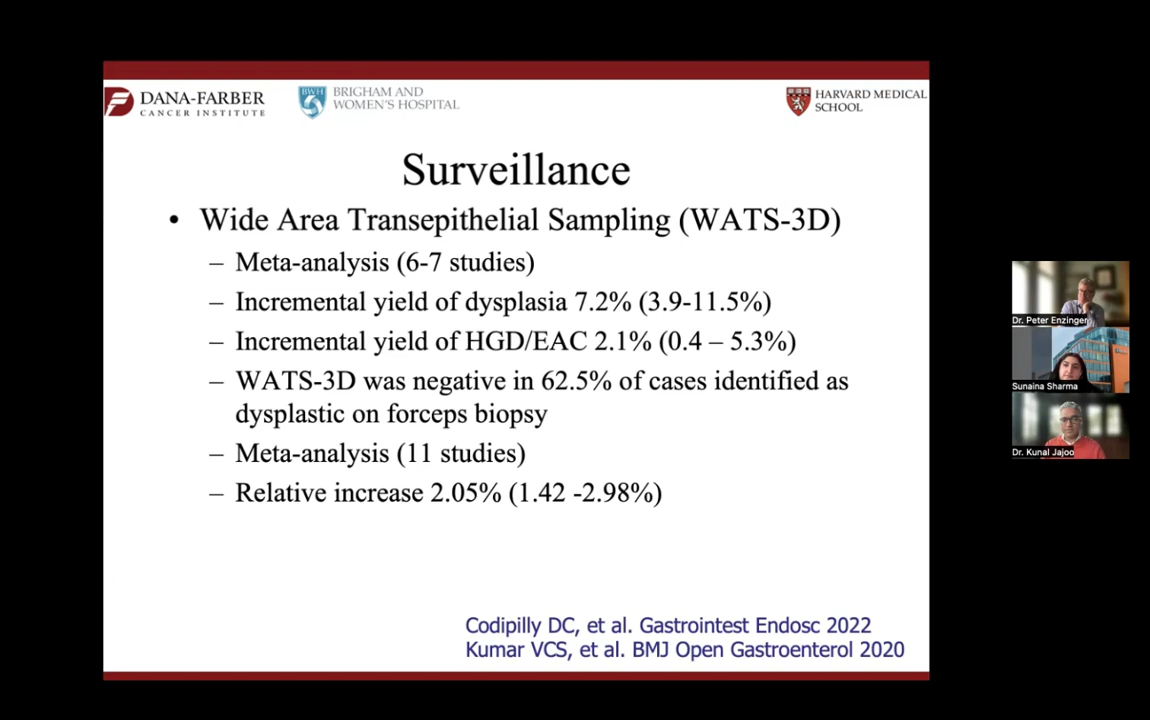 DANA-FARBER
CANCER INSTITUTE
BWH
BRIGHAM AND
WOMEN'S HOSPITAL
HARVARD MEDICAL
SCHOOL
Surveillance
• Wide Area Transepithelial Sampling (WATS-3D)
– Meta-analysis (6-7 studies)
– Incremental yield of dysplasia 7.2% (3.9-11.5%)
– Incremental yield of HGD/EAC 2.1% (0.4 – 5.3%)
– WATS-3D was negative in 62.5% of cases identified as
dysplastic on forceps biopsy
– Meta-analysis (11 studies)
– Relative increase 2.05% (1.42 -2.98%)
Codipilly DC, et al. Gastrointest Endosc 2022
Kumar VCS, et al. BMJ Open Gastroenterol 2020
Dr. Peter Enzinger
Sunaina Sharma
Dr. Kunal Jajoo